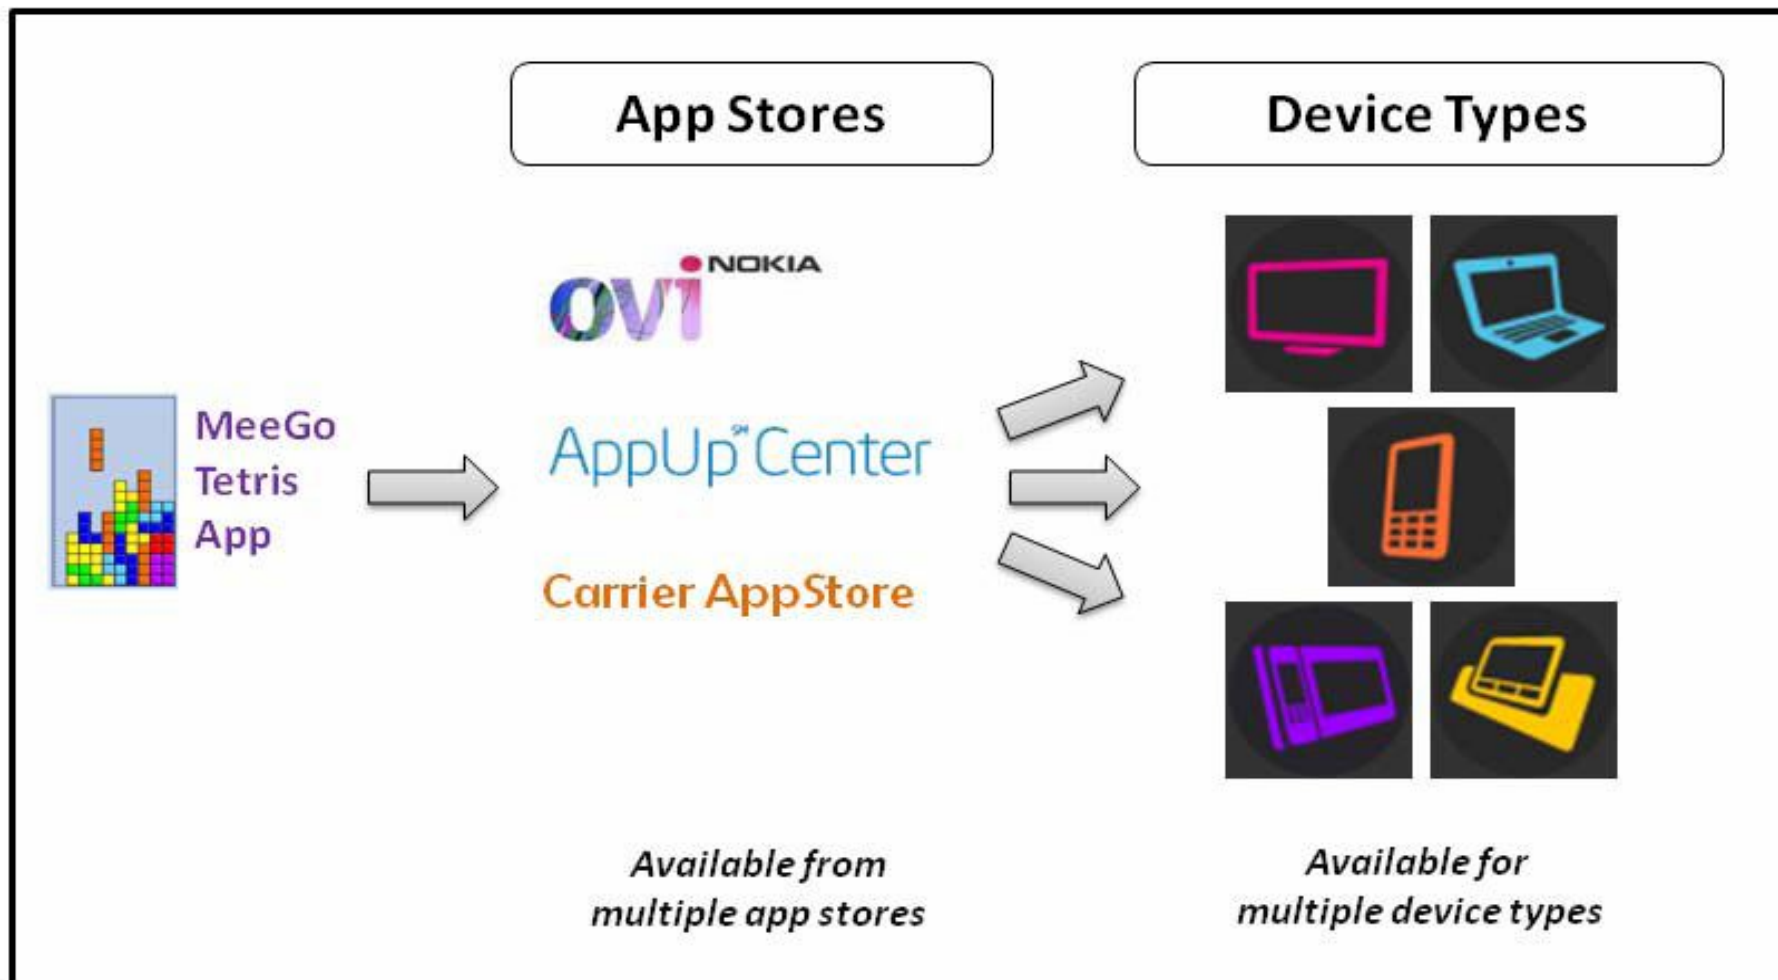 App Stores
Device Types
ovi NOKIA
MeeGo
Tetris
App
AppUp℠ Center
Carrier AppStore
Available from
multiple app stores
Available for
multiple device types